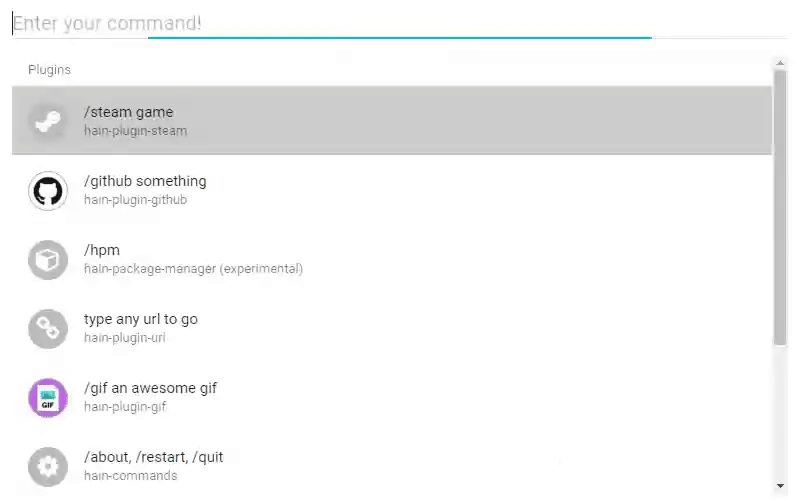 Enter your command!
Plugins
/steam game
hain-plugin-steam
/github something
hain-plugin-github
/hpm
hain-package-manager (experimental)
type any url to go
hain-plugin-url
/gif an awesome gif
GIF
hain-plugin-gif
/about, /restart, /quit
hain-commands